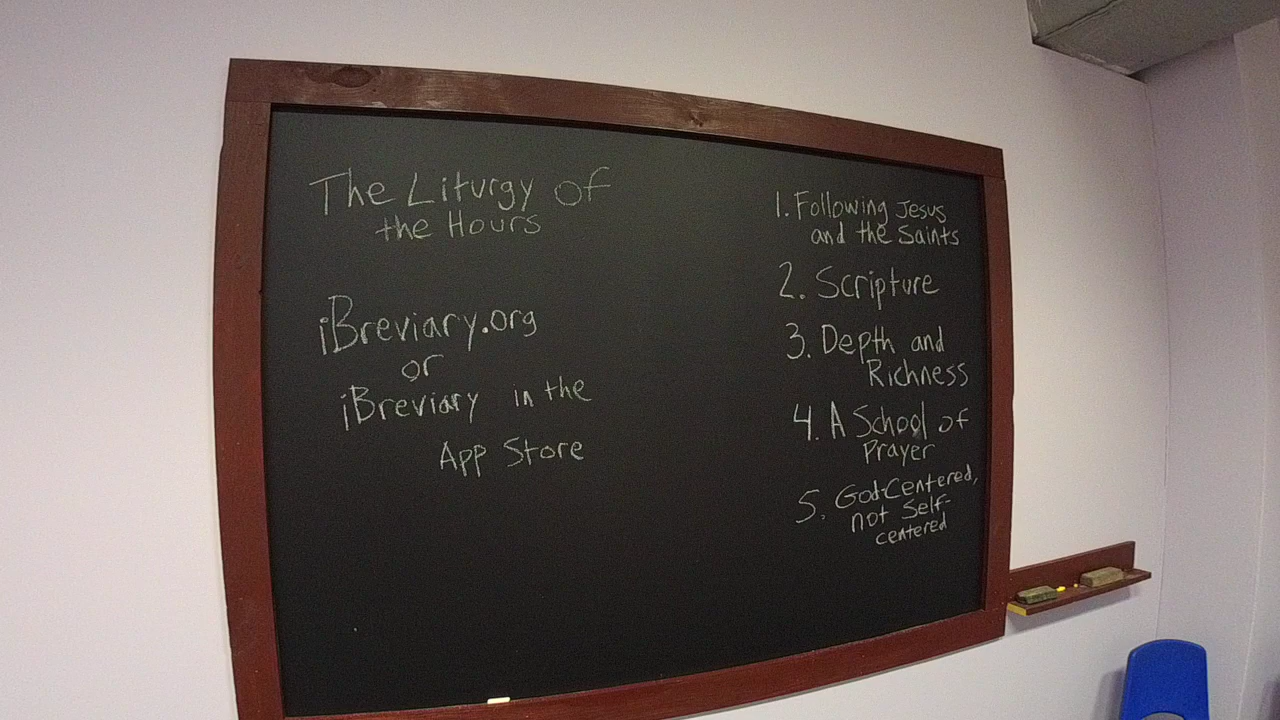 The Liturgy of
the Hours
iBreviary.org
or
iBreviary in the
App Store
1. Following Jesus
and the Saints
2. Scripture
3. Depth and
Richness
4. A School of
Prayer
5. God-Centered,
not Self-
centered